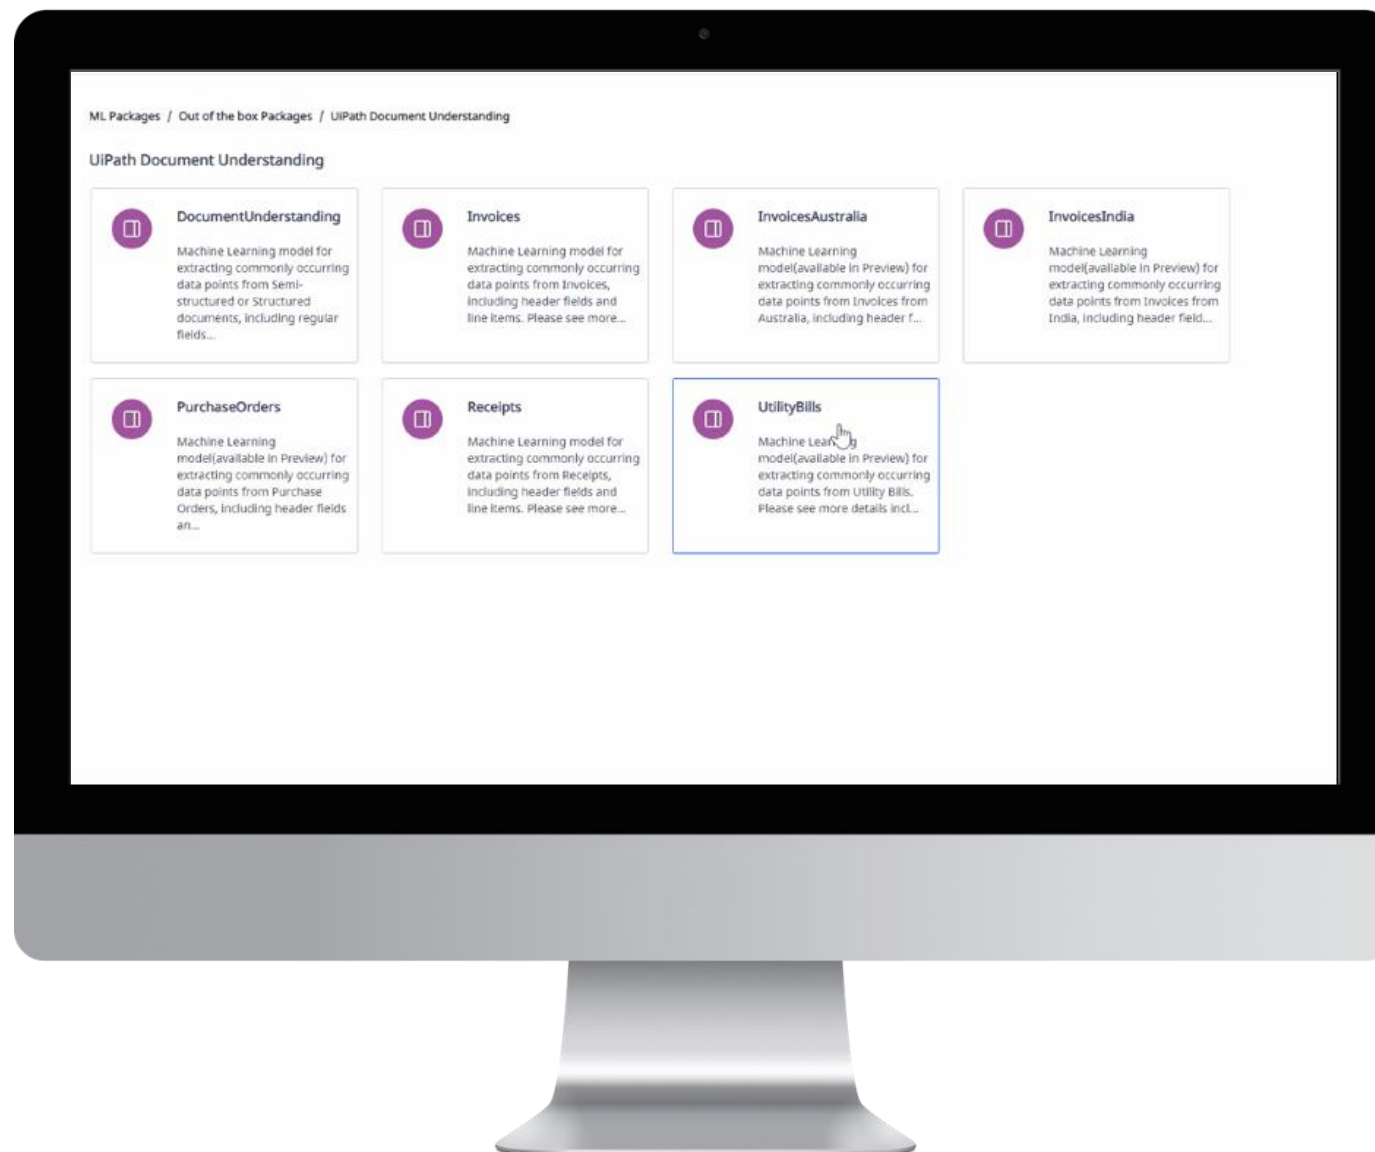 ML Packages / Out of the box Packages / UiPath Document Understanding
UiPath Document Understanding
DocumentUnderstanding
Machine Learning model for
extracting commonly occurring
data points from Semi-
structured or Structured
documents, including regular
fields...
Invoices
Machine Learning model for
extracting commonly occurring
data points from Invoices,
including header fields and
line items. Please see more...
InvoicesAustralia
Machine Learning
model(available in Preview) for
extracting commonly occurring
data points from Invoices from
Australia, including header f...
InvoicesIndia
Machine Learning
model(available in Preview) for
extracting commonly occurring
data points from Invoices from
India, including header field...
PurchaseOrders
Machine Learning
model(available in Preview) for
extracting commonly occurring
data points from Purchase
Orders, including header fields
an...
Receipts
Machine Learning model for
extracting commonly occurring
data points from Receipts,
including header fields and
line items. Please see more...
UtilityBills
Machine Learning
model(available in Preview) for
extracting commonly occurring
data points from Utility Bills.
Please see more details incl...